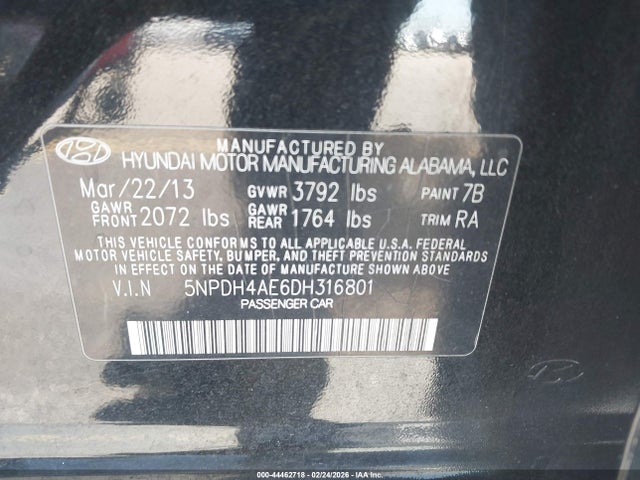 MANUFACTURED BY
HYUNDAI MOTOR MANUFACTURING ALABAMA, LLC
Mar/22/13 GVWR 3792 lbs PAINT 7B
GAWR FRONT 2072 lbs GAWR REAR 1764 lbs TRIM RA
THIS VEHICLE CONFORMS TO ALL APPLICABLE U.S.A. FEDERAL
MOTOR VEHICLE SAFETY, BUMPER, AND THEFT PREVENTION STANDARDS
IN EFFECT ON THE DATE OF MANUFACTURE SHOWN ABOVE
V.I.N 5NPDH4AE6DH316801
PASSENGER CAR
000-44462718 - 02/24/2026 - IAA Inc.